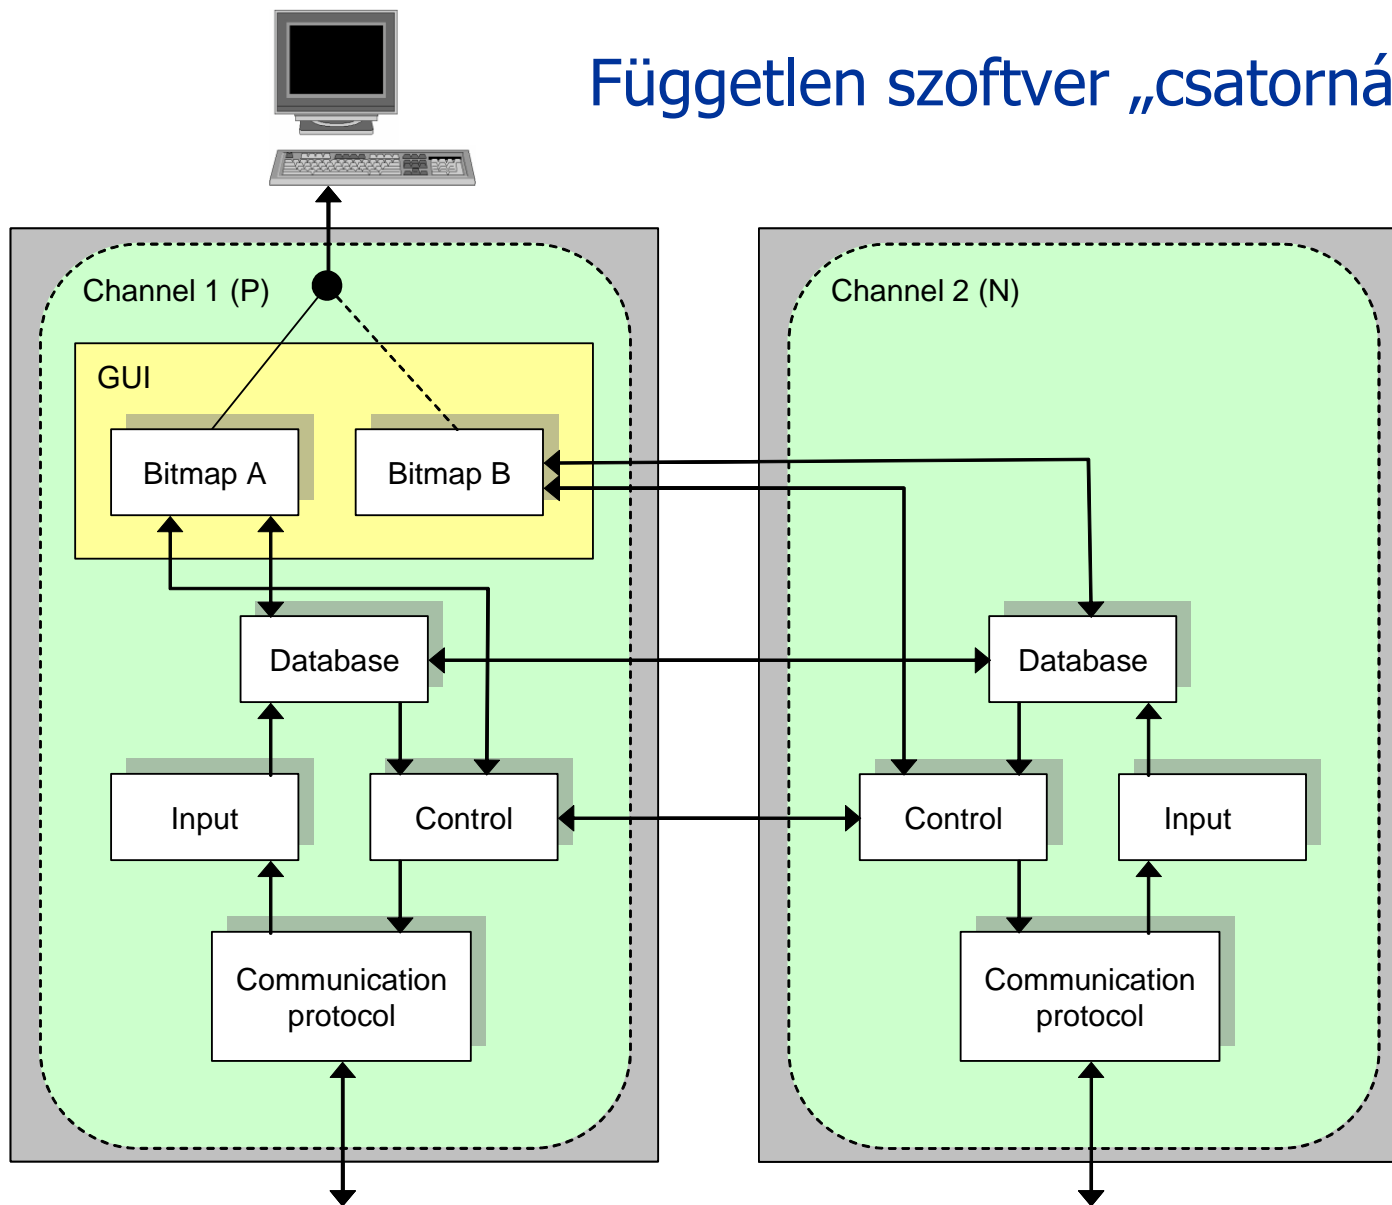 Független szoftver „csatorná
Channel 1 (P)
GUI
Bitmap A
Bitmap B
Database
Input
Control
Communication
protocol
Channel 2 (N)
Database
Control
Input
Communication
protocol